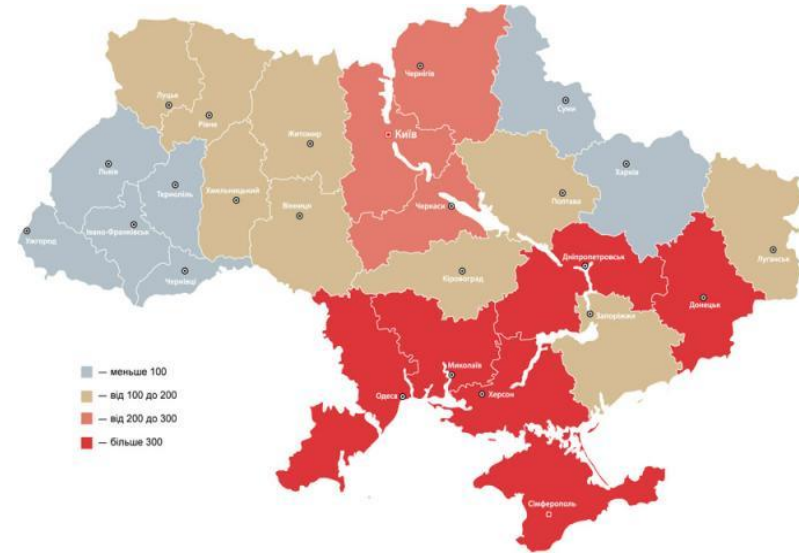 Чернігів
Луцьк
Рівне
Суми
Київ
Житомир
Львів
Харків
Тернопіль
Хмельницький
Полтава
Черкаси
Вінниця
Івано-Франківськ
Ужгород
Луганськ
Дніпропетровськ
Чернівці
Кіровоград
Донецьк
Запоріжжя
Миколаїв
Одеса
Херсон
— меньше 100
— від 100 до 200
— від 200 до 300
— більше 300
Сімферополь